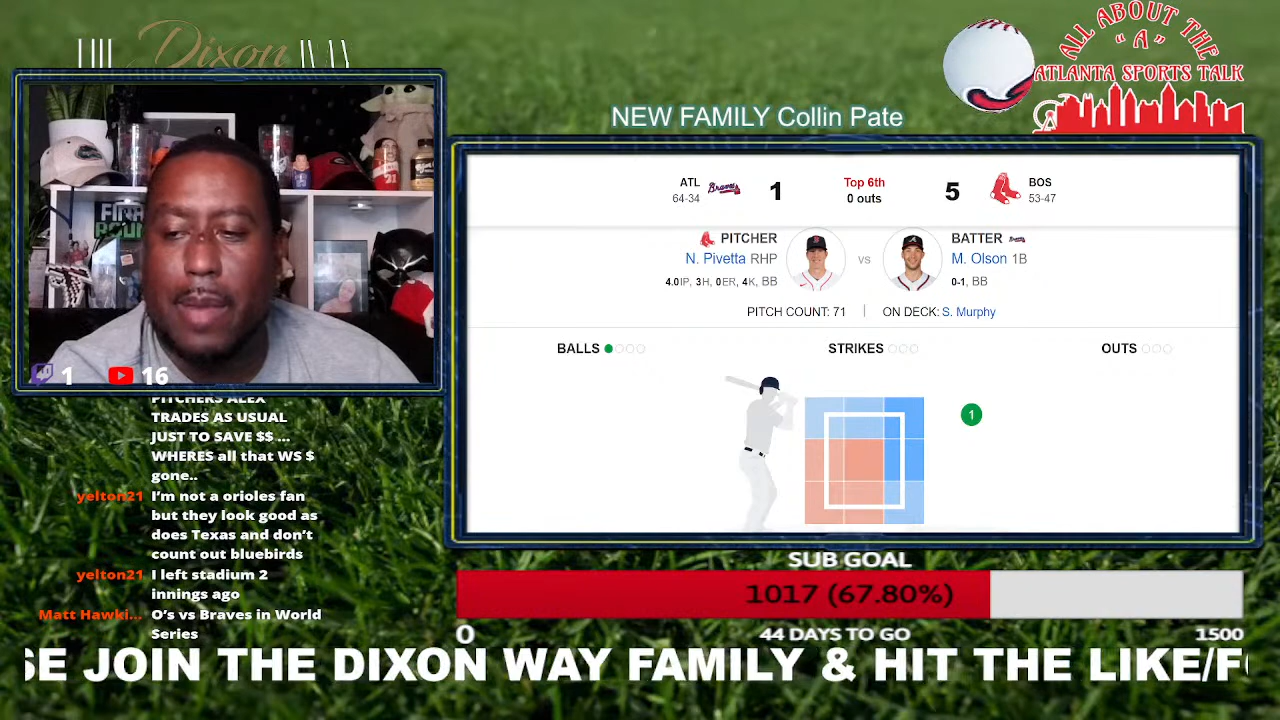 Dixon
ALL ABOUT THE
"A"
ATLANTA SPORTS TALK
NEW FAMILY Collin Pate
ATL
64-34
Braves
1
Top 6th
0 outs
5
BOS
53-47
PITCHER
N. Pivetta RHP
4.0IP, 3H, 0ER, 4K, BB
vs
BATTER
M. Olson 1B
0-1, BB
PITCH COUNT: 71
ON DECK: S. Murphy
BALLS
STRIKES
OUTS
1
1
16
PITCHERS ALEX
TRADES AS USUAL
JUST TO SAVE $$ ...
WHERES all that WS $
gone..
yelton21 I'm not a orioles fan
but they look good as
does Texas and don't
count out bluebirds
yelton21 I left stadium 2
innings ago
Matt Hawki... O's vs Braves in World
Series
SUB GOAL
1017 (67.80%)
0
44 DAYS TO GO
1500
SE JOIN THE DIXON WAY FAMILY & HIT THE LIKE/F